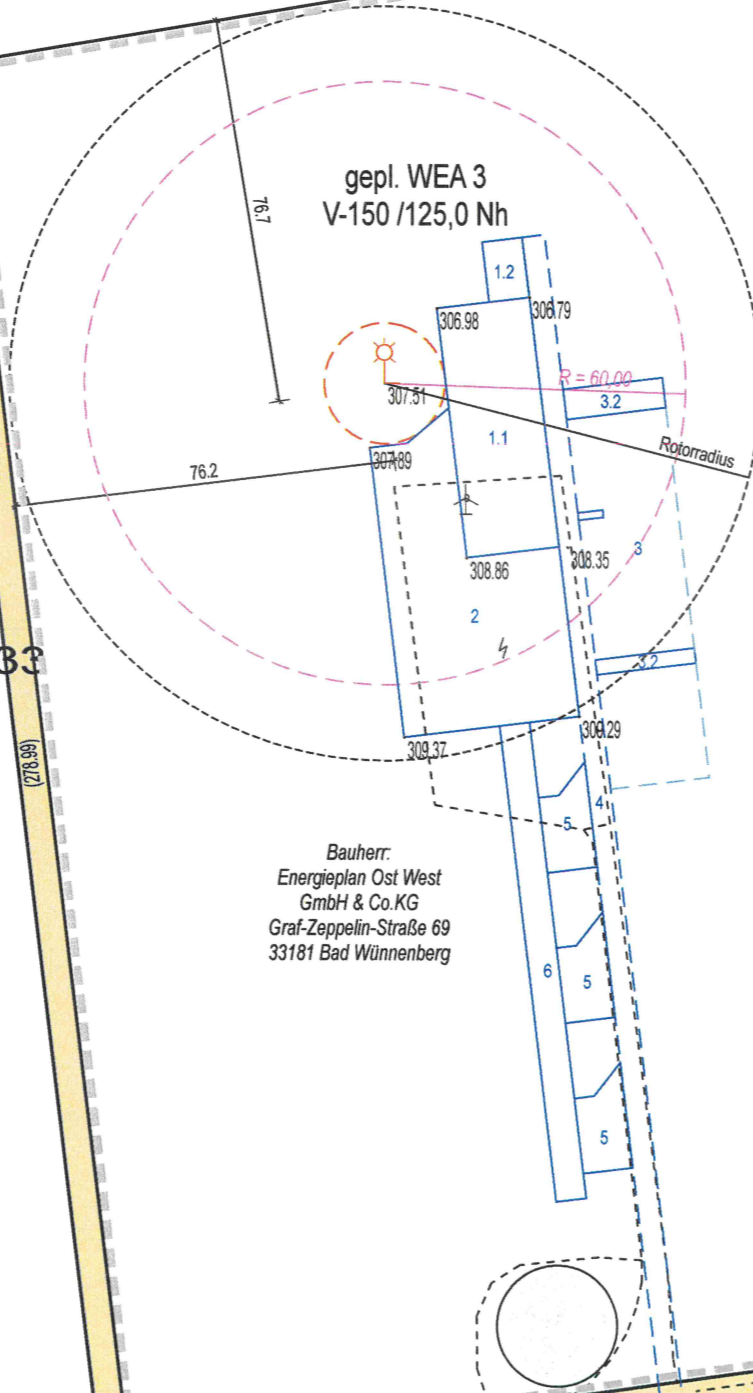 76.7
gepl. WEA 3
V-150 /125,0 Nh
1.2
306.98
306.79
307.51
R = 60,00
3.2
1.1
Rotorradius
307.89
76.2
308.86
308.35
3
2
3.2
33
309.37
309.29
(278.99)
4
5
Bauherr:
Energieplan Ost West
GmbH & Co.KG
Graf-Zeppelin-Straße 69
33181 Bad Wünnenberg
6
5
5